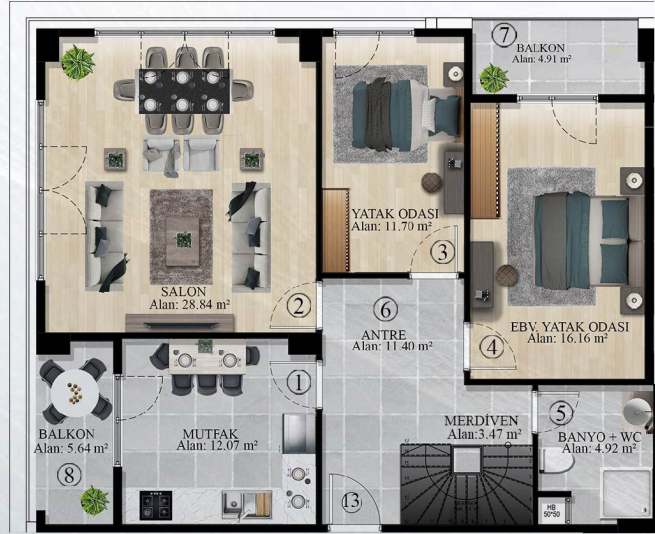 7
BALKON
Alan: 4.91 m²
YATAK ODASI
Alan: 11.70 m²
3
SALON
Alan: 28.84 m²
2
6
ANTRE
Alan: 11.40 m²
EBV. YATAK ODASI
Alan: 16.16 m²
4
1
BALKON
Alan: 5.64 m²
8
MUTFAK
Alan: 12.07 m²
MERDİVEN
Alan:3.47 m²
5
BANYO + WC
Alan: 4.92 m²
13
HB
50*50